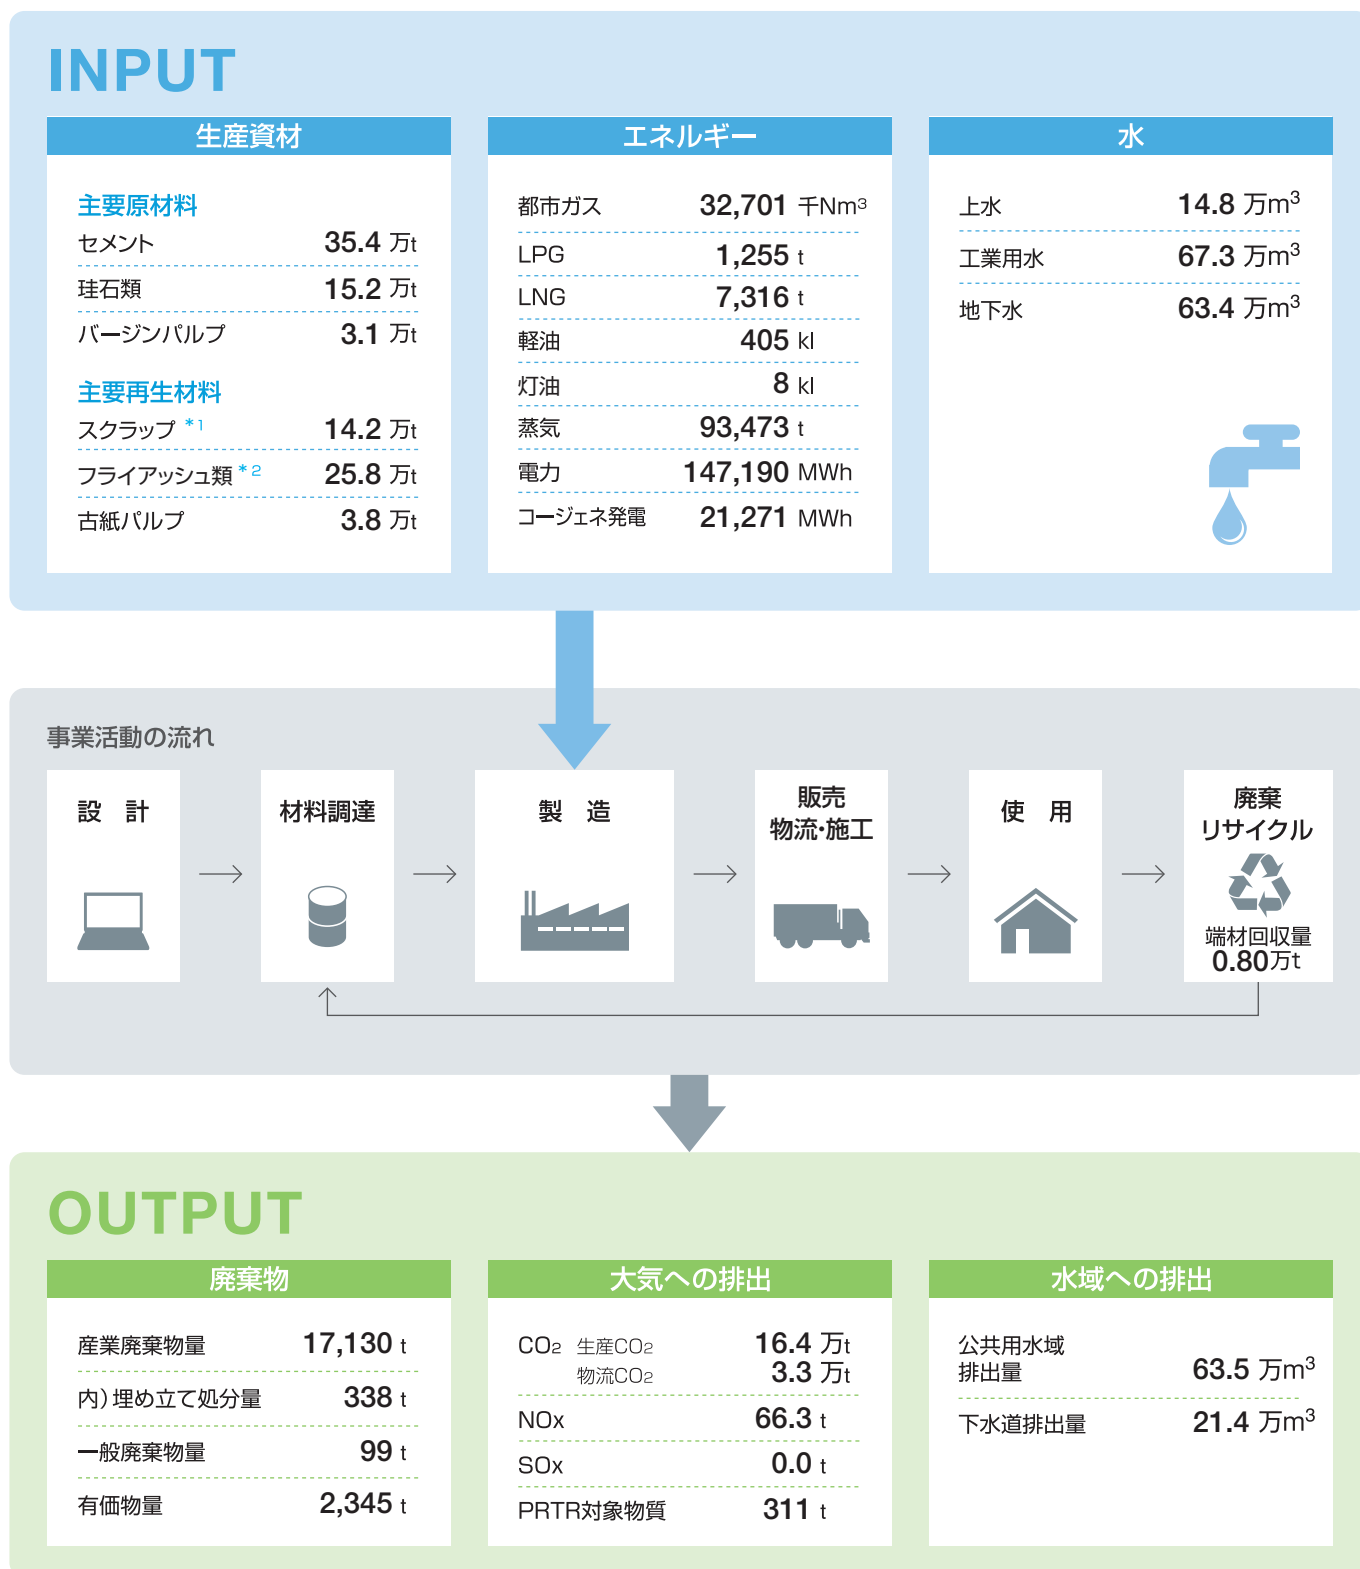 INPUT
生産資材
主要原材料
セメント 35.4 万t
珪石類 15.2 万t
バージンパルプ 3.1 万t
主要再生材料
スクラップ *1 14.2 万t
フライアッシュ類 *2 25.8 万t
古紙パルプ 3.8 万t
エネルギー
都市ガス 32,701 千Nm³
LPG 1,255 t
LNG 7,316 t
軽油 405 kl
灯油 8 kl
蒸気 93,473 t
電力 147,190 MWh
コージェネ発電 21,271 MWh
水
上水 14.8 万m³
工業用水 67.3 万m³
地下水 63.4 万m³
事業活動の流れ
設 計
材料調達
製 造
販売
物流・施工
使 用
廃棄
リサイクル
端材回収量
0.80万t
OUTPUT
廃棄物
産業廃棄物量 17,130 t
内）埋め立て処分量 338 t
一般廃棄物量 99 t
有価物量 2,345 t
大気への排出
CO₂ 生産CO₂ 16.4 万t
物流CO₂ 3.3 万t
NOx 66.3 t
SOx 0.0 t
PRTR対象物質 311 t
水域への排出
公共用水域
排出量 63.5 万m³
下水道排出量 21.4 万m³